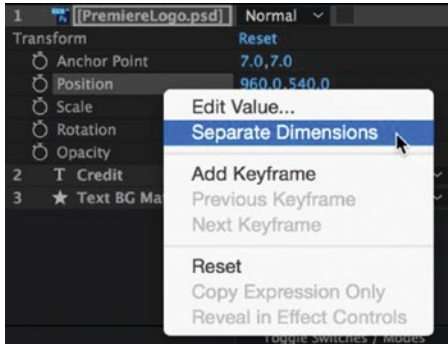 1 [PremiereLogo.psd] Normal
Transform Reset
Anchor Point 7.0,7.0
Position 960.0,540.0
Scale
Rotation
Opacity
2 T Credit
3 Text BG Ma
Edit Value...
Separate Dimensions
Add Keyframe
Previous Keyframe
Next Keyframe
Reset
Copy Expression Only
Reveal in Effect Controls
Toggle Switches / Modes